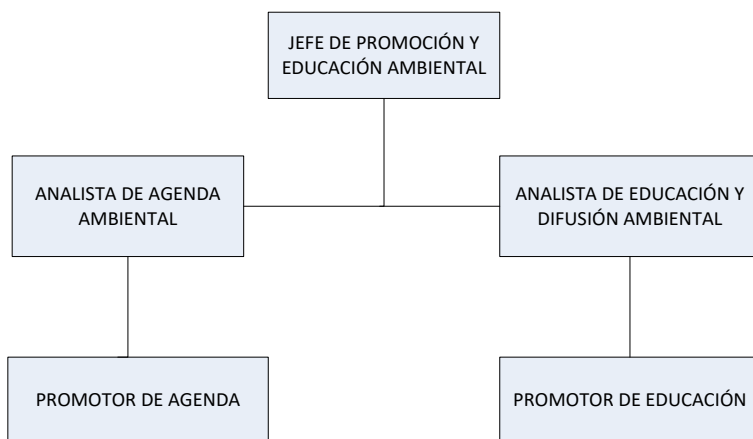 JEFE DE PROMOCIÓN Y
EDUCACIÓN AMBIENTAL
ANALISTA DE AGENDA
AMBIENTAL
ANALISTA DE EDUCACIÓN Y
DIFUSIÓN AMBIENTAL
PROMOTOR DE AGENDA
PROMOTOR DE EDUCACIÓN